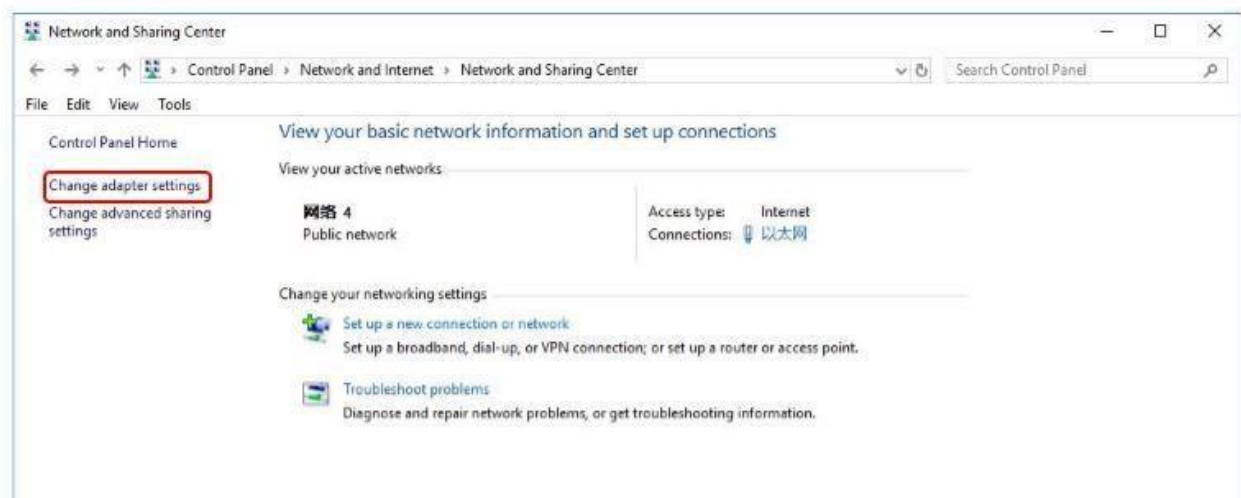 Network and Sharing Center
Control Panel > Network and Internet > Network and Sharing Center
Search Control Panel
File Edit View Tools
Control Panel Home
Change adapter settings
Change advanced sharing
settings
View your basic network information and set up connections
View your active networks
网络 4
Public network
Access type: Internet
Connections: 以太网
Change your networking settings
Set up a new connection or network
Set up a broadband, dial-up, or VPN connection; or set up a router or access point.
Troubleshoot problems
Diagnose and repair network problems, or get troubleshooting information.